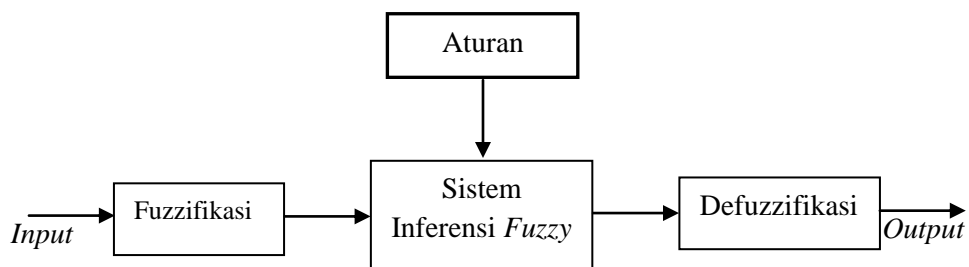 Aturan
Fuzzifikasi
Sistem
Inferensi Fuzzy
Defuzzifikasi
Input
Output